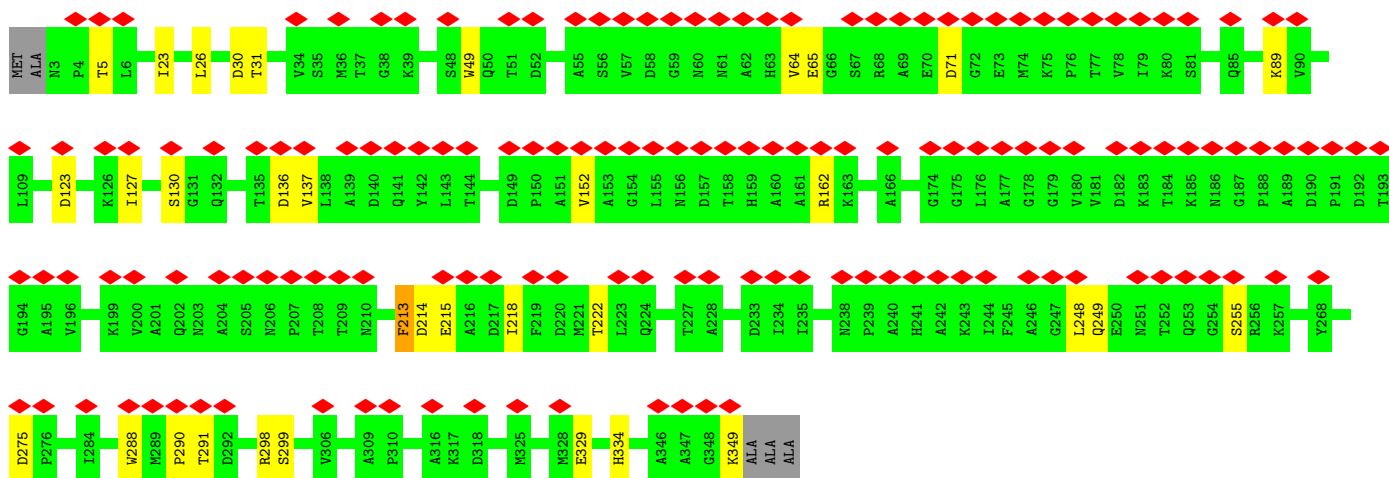 MET ALA N3 P4 T5 L6 I23 L26 D30 T31 V34 S35 M36 T37 G38 K39 S48 W49 Q50 T51 D52 A55 S56 V57 D58 G59 N60 N61 A62 H63 V64 E65 G66 S67 R68 A69 E70 D71 G72 E73 M74 K75 P76 T77 V78 I79 K80 S81 Q85 K89 V90
L109 D123 K126 I127 S130 G131 Q132 T135 D136 V137 L138 A139 D140 Q141 Y142 L143 T144 D149 P150 A151 V152 A153 G154 L155 N156 D157 T158 H159 A160 A161 R162 K163 A166 G174 G175 L176 A177 G178 G179 V180 V181 D182 K183 T184 K185 N186 G187 P188 A189 D190 P191 D192 T193
G194 A195 V196 K199 V200 A201 Q202 N203 A204 S205 N206 P207 T208 T209 N210 F213 D214 E215 A216 D217 I218 F219 D220 M221 T222 L223 Q224 T227 A228 D233 I234 I235 N238 P239 A240 H241 A242 K243 I244 F245 A246 G247 L248 Q249 E250 N251 T252 Q253 G254 S255 R256 K257 Y268
D275 P276 I284 W288 M289 P290 T291 D292 R298 S299 V306 A309 P310 A316 K317 D318 M325 M328 E329 H334 A346 A347 G348 K349 ALA ALA ALA